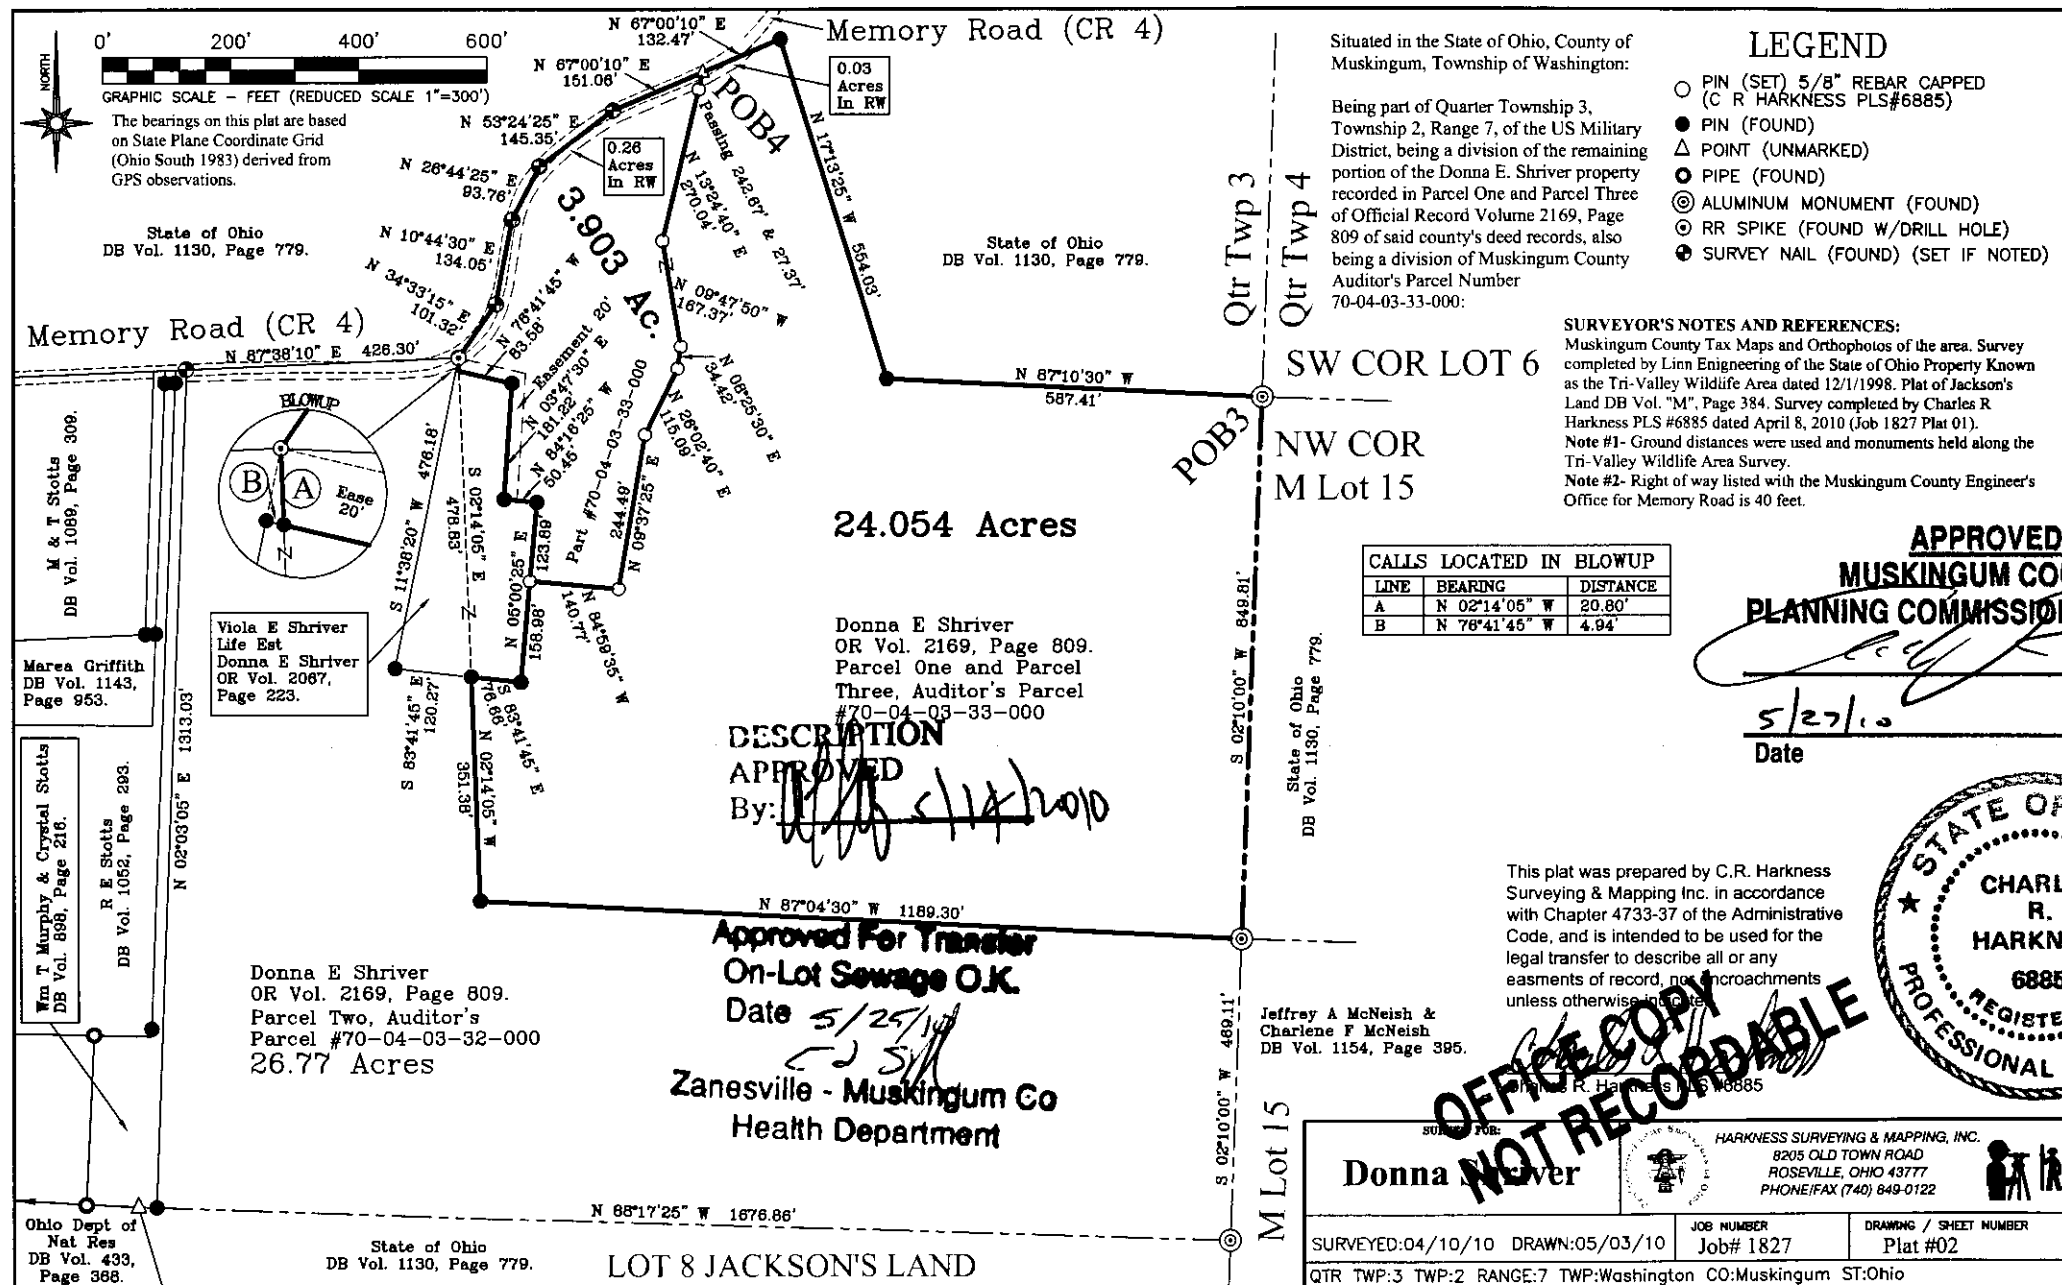 0' 200' 400' 600'
NORTH
GRAPHIC SCALE - FEET (REDUCED SCALE 1"=300')
The bearings on this plat are based
on State Plane Coordinate Grid
(Ohio South 1983) derived from
GPS observations.
State of Ohio
DB Vol. 1130, Page 779.
Memory Road (CR 4)
N 67°00'10" E
132.47'
N 67°00'10" E
151.06'
N 53°24'25" E
145.35'
N 26°44'25" E
93.76'
N 10°44'30" E
134.05'
N 34°33'15" E
101.32'
Memory Road (CR 4)
N 87°38'10" E 426.30'
0.03
Acres
In RW
0.26
Acres
In RW
POB4
Passing 242.67' & 27.37'
N 13°24'40" E
270.04'
3.903 Ac.
N 17°13'25" W
554.03'
N 09°47'50" W
167.37'
N 76°41'45" W
83.58'
Easement 20'
N 03°47'30" E
181.22'
N 84°16'25" W
50.45'
Part #70-04-03-33-000
N 08°25'30" E
34.42'
N 26°02'40" E
115.09'
N 09°37'25" E
244.49'
N 05°00'25" E
123.89'
158.98'
N 84°59'35" W
140.77'
S 11°38'20" W 476.18'
S 02°14'05" E
478.83'
S 83°41'45" E
120.27'
S 83°41'45" E
76.66'
N 02°14'05" W
351.38'
BLOWUP
B
A
Ease
20'
M & T Stotts
DB Vol. 1089, Page 309.
Viola E Shriver
Life Est
Donna E Shriver
OR Vol. 2067,
Page 223.
Marea Griffith
DB Vol. 1143,
Page 953.
Wm T Murphy & Crystal Stotts
DB Vol. 898, Page 216.
R E Stotts
DB Vol. 1052, Page 293.
N 02°03'05" E 1313.03'
State of Ohio
DB Vol. 1130, Page 779.
N 87°10'30" W
587.41'
Qtr Twp 3
Qtr Twp 4
SW COR LOT 6
POB3
NW COR
M Lot 15
24.054 Acres
Donna E Shriver
OR Vol. 2169, Page 809.
Parcel One and Parcel
Three, Auditor's Parcel
#70-04-03-33-000
DESCRIPTION
APPROVED
By:
5/14/2010
S 02°10'00" W 849.81'
State of Ohio
DB Vol. 1130, Page 779.
N 87°04'30" W 1189.30'
Approved For Transfer
On-Lot Sewage O.K.
Date 5/25/10
Zanesville - Muskingum Co
Health Department
Donna E Shriver
OR Vol. 2169, Page 809.
Parcel Two, Auditor's
Parcel #70-04-03-32-000
26.77 Acres
Jeffrey A McNeish &
Charlene F McNeish
DB Vol. 1154, Page 395.
S 02°10'00" W 469.11'
M Lot 15
N 88°17'25" W 1676.86'
Ohio Dept of
Nat Res
DB Vol. 433,
Page 368.
State of Ohio
DB Vol. 1130, Page 779.
LOT 8 JACKSON'S LAND
Situated in the State of Ohio, County of
Muskingum, Township of Washington:
Being part of Quarter Township 3,
Township 2, Range 7, of the US Military
District, being a division of the remaining
portion of the Donna E. Shriver property
recorded in Parcel One and Parcel Three
of Official Record Volume 2169, Page
809 of said county's deed records, also
being a division of Muskingum County
Auditor's Parcel Number
70-04-03-33-000:
LEGEND
PIN (SET) 5/8" REBAR CAPPED
(C R HARKNESS PLS#6885)
PIN (FOUND)
POINT (UNMARKED)
PIPE (FOUND)
ALUMINUM MONUMENT (FOUND)
RR SPIKE (FOUND W/DRILL HOLE)
SURVEY NAIL (FOUND) (SET IF NOTED)
SURVEYOR'S NOTES AND REFERENCES:
Muskingum County Tax Maps and Orthophotos of the area. Survey
completed by Linn Enigneering of the State of Ohio Property Known
as the Tri-Valley Wildlife Area dated 12/1/1998. Plat of Jackson's
Land DB Vol. "M", Page 384. Survey completed by Charles R
Harkness PLS #6885 dated April 8, 2010 (Job 1827 Plat 01).
Note #1- Ground distances were used and monuments held along the
Tri-Valley Wildlife Area Survey.
Note #2- Right of way listed with the Muskingum County Engineer's
Office for Memory Road is 40 feet.
CALLS LOCATED IN BLOWUP
LINE BEARING DISTANCE
A N 02°14'05" W 20.80'
B N 76°41'45" W 4.94'
APPROVED
MUSKINGUM COU
PLANNING COMMISSION
5/27/10
Date
This plat was prepared by C.R. Harkness
Surveying & Mapping Inc. in accordance
with Chapter 4733-37 of the Administrative
Code, and is intended to be used for the
legal transfer to describe all or any
easments of record, not encroachments
unless otherwise indicated
Charles R. Harkness PLS #6885
STATE OF
CHARL
R.
HARKN
6885
REGISTE
PROFESSIONAL
OFFICE COPY
NOT RECORDABLE
SURVEY FOR:
Donna Shriver
HARKNESS SURVEYING & MAPPING, INC.
8205 OLD TOWN ROAD
ROSEVILLE, OHIO 43777
PHONE/FAX (740) 849-0122
SURVEYED:04/10/10 DRAWN:05/03/10
JOB NUMBER
Job# 1827
DRAWING / SHEET NUMBER
Plat #02
QTR TWP:3 TWP:2 RANGE:7 TWP:Washington CO:Muskingum ST:Ohio